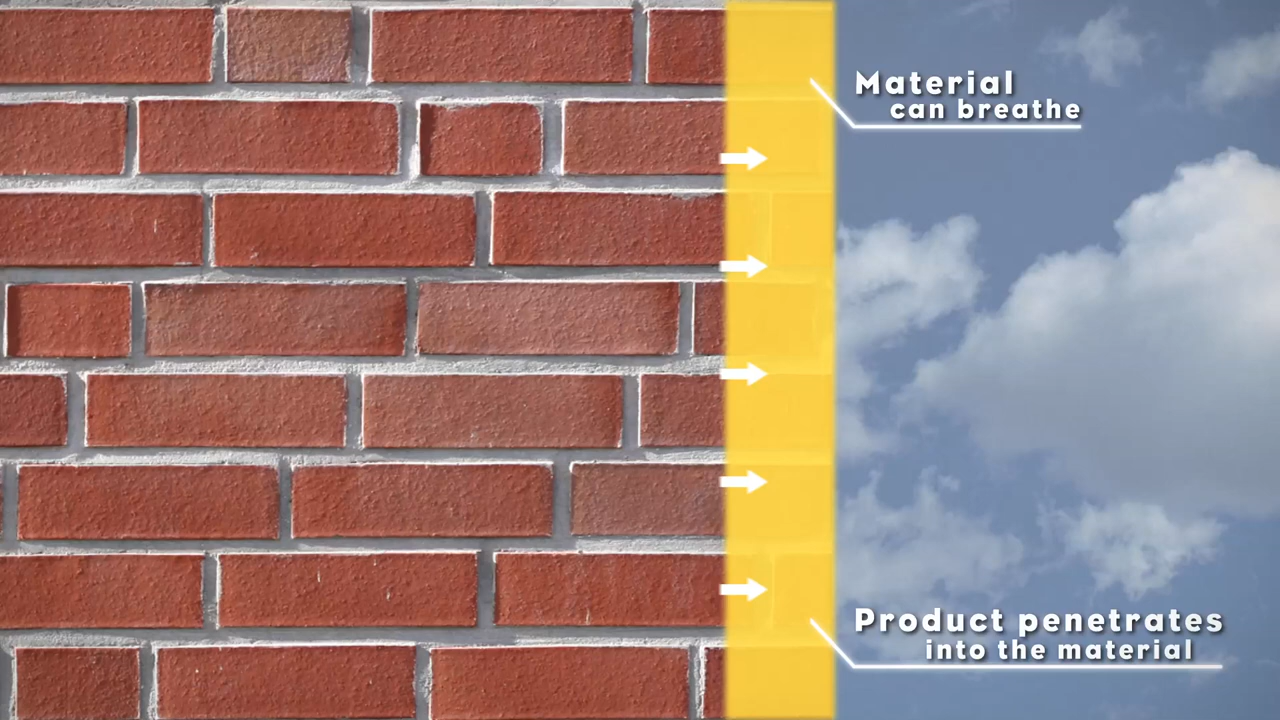 Material
can breathe
Product penetrates
into the material